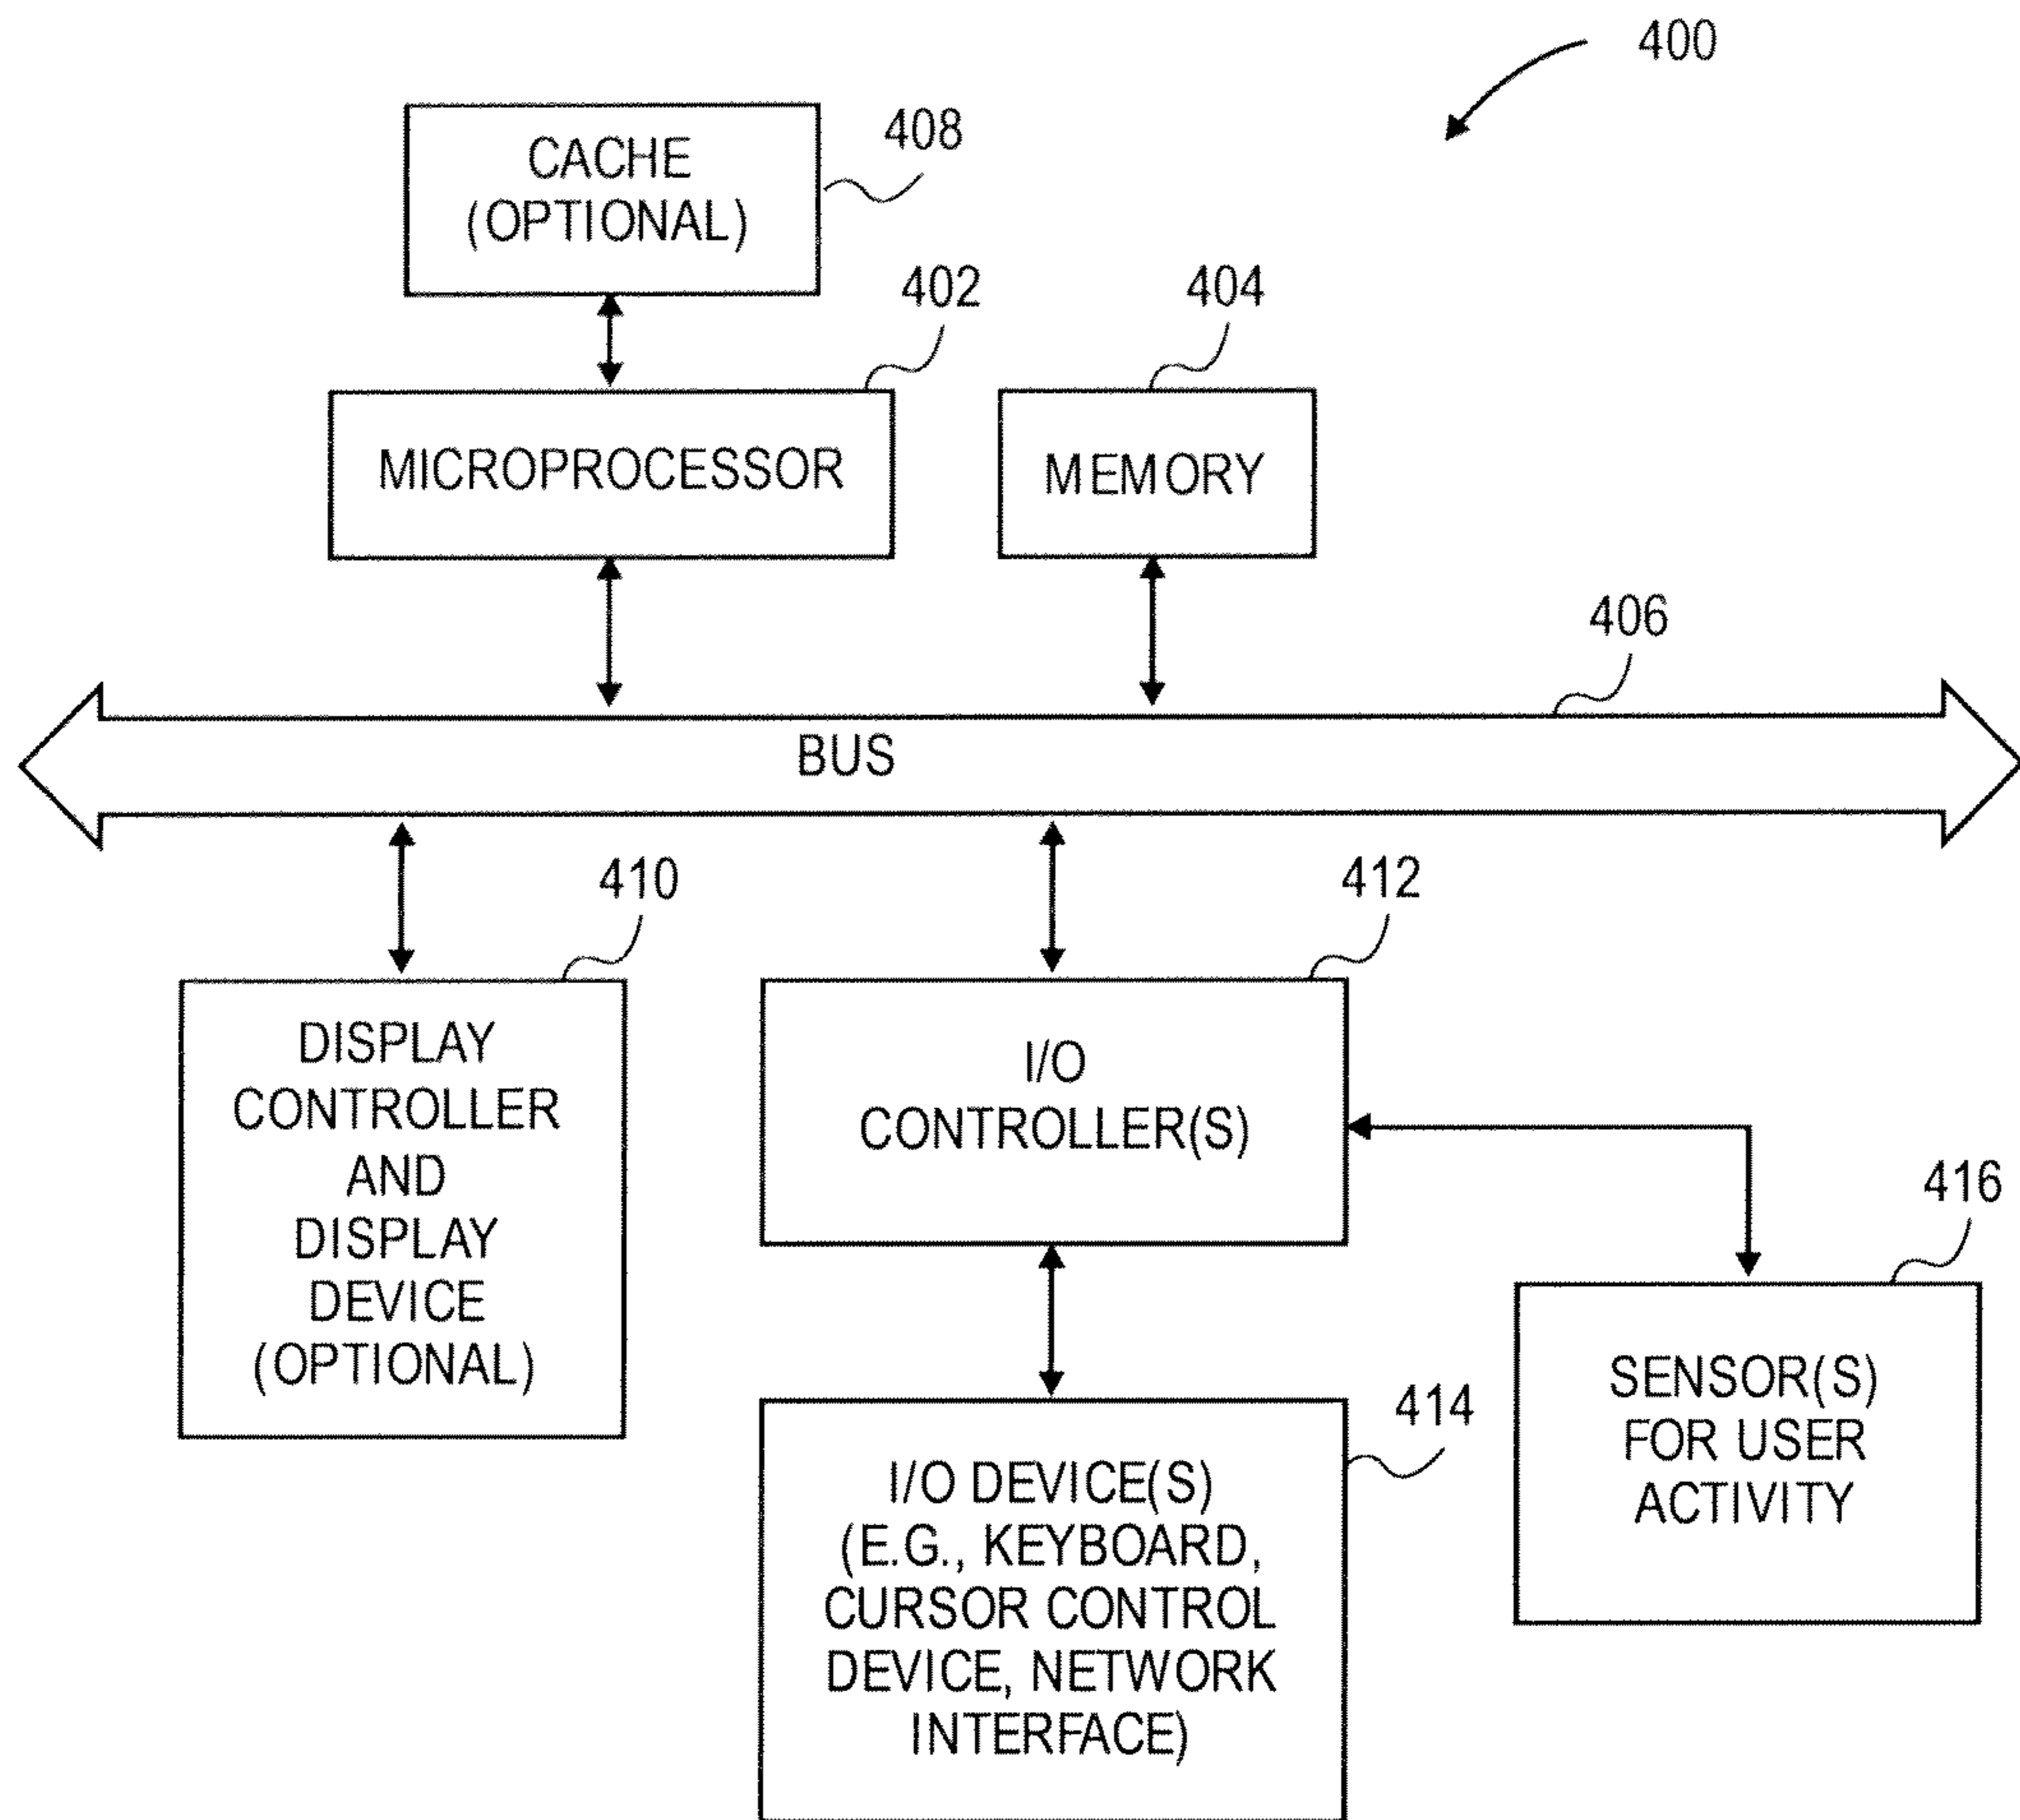 400
CACHE
(OPTIONAL)
408
402
404
MICROPROCESSOR
MEMORY
406
BUS
410
412
DISPLAY
CONTROLLER
AND
DISPLAY
DEVICE
(OPTIONAL)
I/O
CONTROLLER(S)
416
SENSOR(S)
FOR USER
ACTIVITY
414
I/O DEVICE(S)
(E.G., KEYBOARD,
CURSOR CONTROL
DEVICE, NETWORK
INTERFACE)